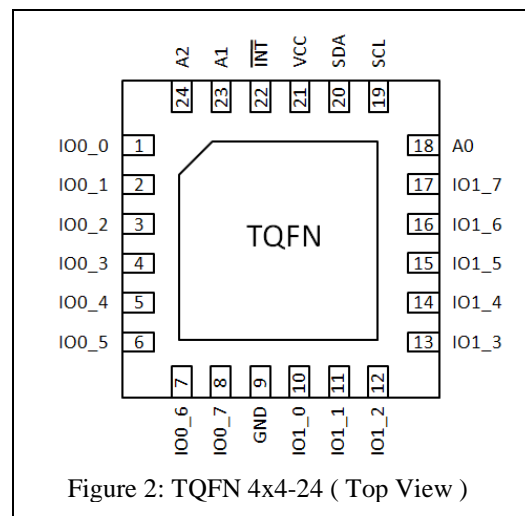 A2 A1 INT VCC SDA SCL
24 23 22 21 20 19
IO0_0 1 18 A0
IO0_1 2 17 IO1_7
IO0_2 3 16 IO1_6
TQFN
IO0_3 4 15 IO1_5
IO0_4 5 14 IO1_4
IO0_5 6 13 IO1_3
7 8 9 10 11 12
IO0_6 IO0_7 GND IO1_0 IO1_1 IO1_2
Figure 2: TQFN 4x4-24 ( Top View )